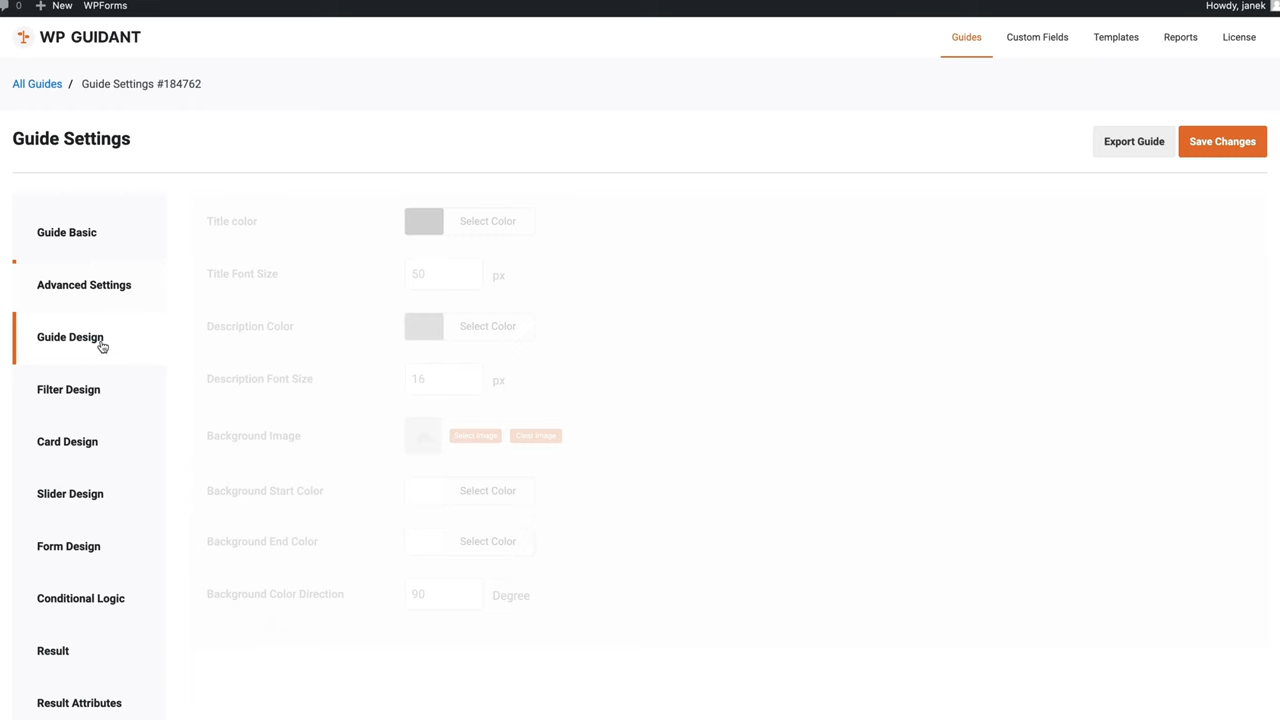 0 New WPForms Howdy, janek
WP GUIDANT Guides Custom Fields Templates Reports License
All Guides / Guide Settings #184762
Guide Settings Export Guide Save Changes
Guide Basic
Advanced Settings
Guide Design
Filter Design
Card Design
Slider Design
Form Design
Conditional Logic
Result
Result Attributes
Title color Select Color
Title Font Size 50 px
Description Color Select Color
Description Font Size 16 px
Background Image Select Image Clear Image
Background Start Color Select Color
Background End Color Select Color
Background Color Direction 90 Degree